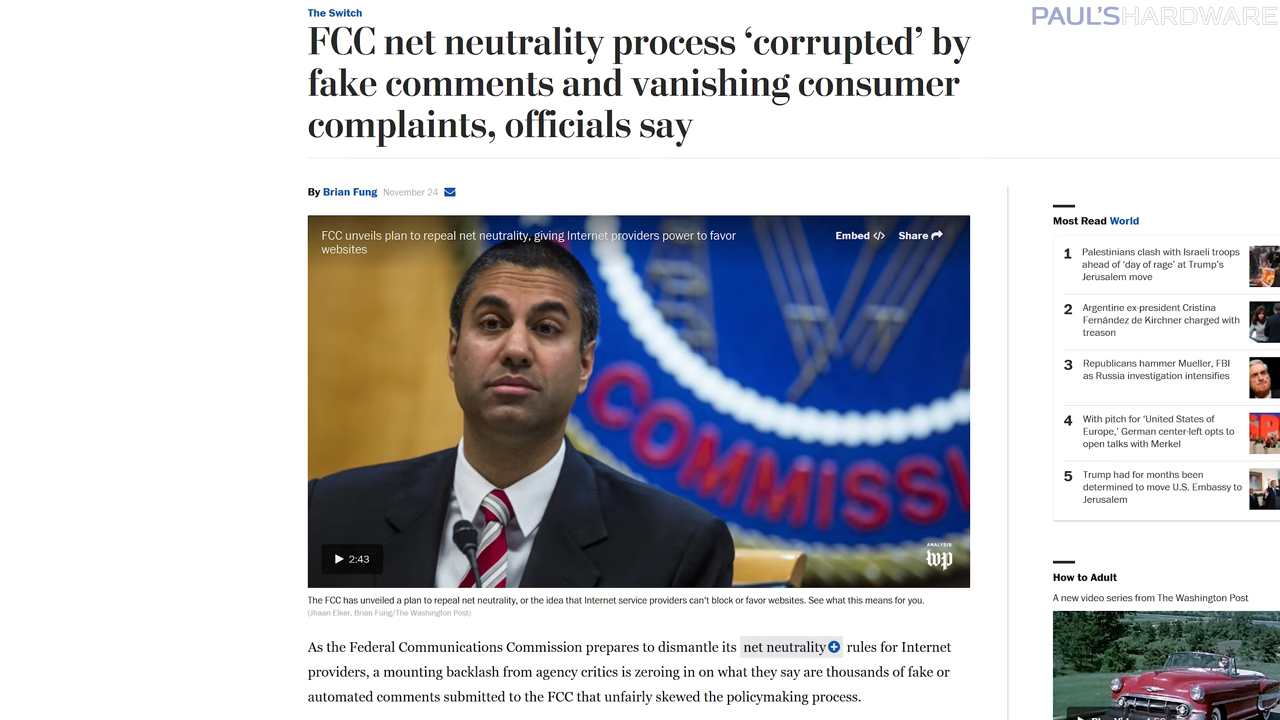 The Switch
PAUL'SHARDWARE
FCC net neutrality process ‘corrupted’ by
fake comments and vanishing consumer
complaints, officials say
By Brian Fung November 24
FCC unveils plan to repeal net neutrality, giving Internet providers power to favor
websites
Embed </> Share
COMMISSI
ANALYSIS
wp
2:43
The FCC has unveiled a plan to repeal net neutrality, or the idea that Internet service providers can't block or favor websites. See what this means for you.
(Jhaan Elker, Brian Fung/The Washington Post)
As the Federal Communications Commission prepares to dismantle its net neutrality rules for Internet
providers, a mounting backlash from agency critics is zeroing in on what they say are thousands of fake or
automated comments submitted to the FCC that unfairly skewed the policymaking process.
Most Read World
1 Palestinians clash with Israeli troops
ahead of ‘day of rage’ at Trump’s
Jerusalem move
2 Argentine ex-president Cristina
Fernández de Kirchner charged with
treason
3 Republicans hammer Mueller, FBI
as Russia investigation intensifies
4 With pitch for ‘United States of
Europe,’ German center-left opts to
open talks with Merkel
5 Trump had for months been
determined to move U.S. Embassy to
Jerusalem
How to Adult
A new video series from The Washington Post